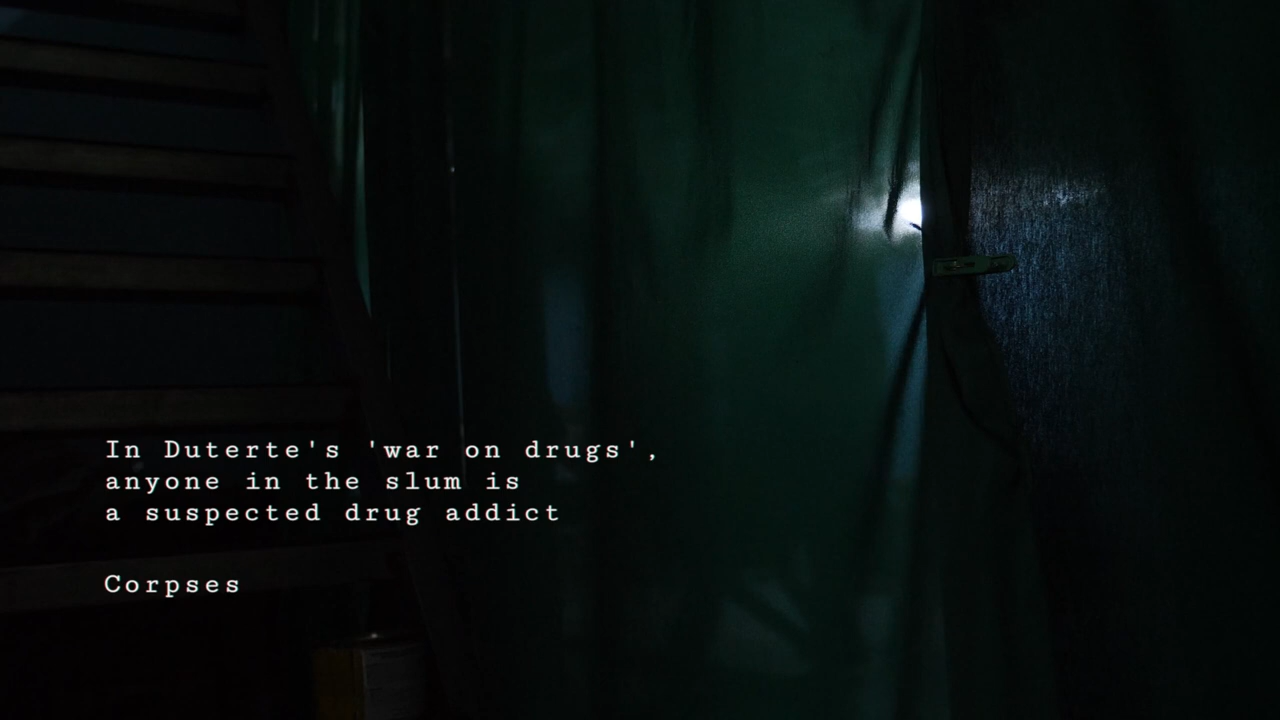 In Duterte's 'war on drugs',
anyone in the slum is
a suspected drug addict
Corpses